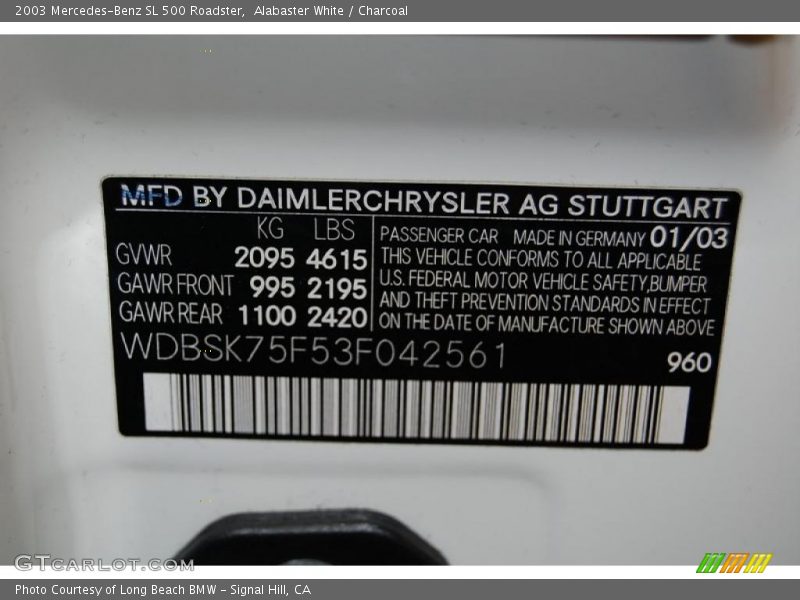 2003 Mercedes-Benz SL 500 Roadster, Alabaster White / Charcoal
MFD BY DAIMLERCHRYSLER AG STUTTGART
KG LBS
GVWR 2095 4615
GAWR FRONT 995 2195
GAWR REAR 1100 2420
PASSENGER CAR MADE IN GERMANY 01/03
THIS VEHICLE CONFORMS TO ALL APPLICABLE
U.S. FEDERAL MOTOR VEHICLE SAFETY,BUMPER
AND THEFT PREVENTION STANDARDS IN EFFECT
ON THE DATE OF MANUFACTURE SHOWN ABOVE
WDBSK75F53F042561
960
GTCARLOT.COM
Photo Courtesy of Long Beach BMW - Signal Hill, CA